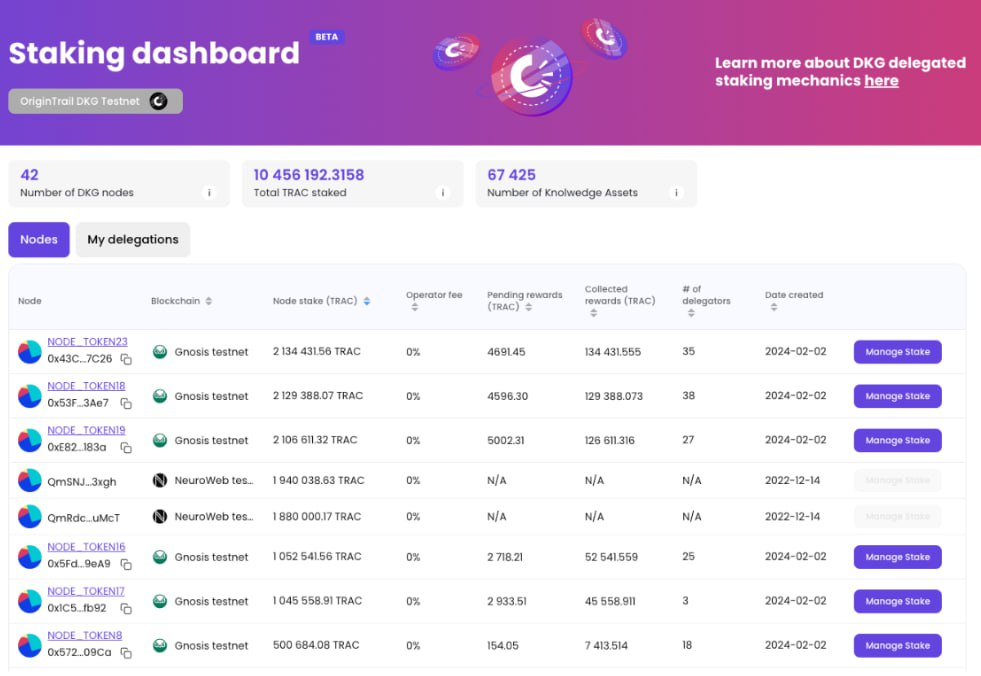 Staking dashboard
BETA
OriginTrail DKG Testnet
Learn more about DKG delegated
staking mechanics here
42
Number of DKG nodes
i
10 456 192.3158
Total TRAC staked
i
67 425
Number of Knolwedge Assets
i
Nodes
My delegations
Node
Blockchain
Node stake (TRAC)
Operator fee
Pending rewards
(TRAC)
Collected
rewards (TRAC)
# of
delegators
Date created
NODE_TOKEN23
0x43C...7C26
Gnosis testnet
2 134 431.56 TRAC
0%
4691.45
134 431.555
35
2024-02-02
Manage Stake
NODE_TOKEN18
0x53F...3Ae7
Gnosis testnet
2 129 388.07 TRAC
0%
4596.30
129 388.073
38
2024-02-02
Manage Stake
NODE_TOKEN19
0xE82...183a
Gnosis testnet
2 106 611.32 TRAC
0%
5002.31
126 611.316
27
2024-02-02
Manage Stake
QmSNJ...3xgh
NeuroWeb tes...
1 940 038.63 TRAC
0%
N/A
N/A
N/A
2022-12-14
Manage Stake
QmRdc...uMcT
NeuroWeb tes...
1 880 000.17 TRAC
0%
N/A
N/A
N/A
2022-12-14
Manage Stake
NODE_TOKEN16
0x5Fd...9eA9
Gnosis testnet
1 052 541.56 TRAC
0%
2 718.21
52 541.559
25
2024-02-02
Manage Stake
NODE_TOKEN17
0x1C5...fb92
Gnosis testnet
1 045 558.91 TRAC
0%
2 933.51
45 558.911
3
2024-02-02
Manage Stake
NODE_TOKEN8
0x572...09Ca
Gnosis testnet
500 684.08 TRAC
0%
154.05
7 413.514
18
2024-02-02
Manage Stake